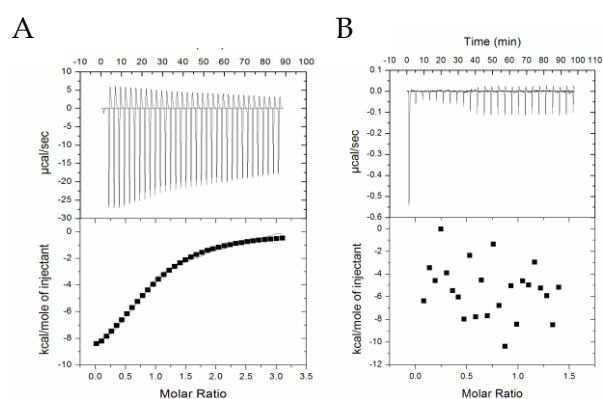 A
-10 0 10 20 30 40 50 60 70 80 90 100
10
5
0
-5
-10
-15
-20
-25
-30
µcal/sec
0
-2
-4
-6
-8
-10
kcal/mole of injectant
0.0 0.5 1.0 1.5 2.0 2.5 3.0 3.5
Molar Ratio
B
Time (min)
-10 0 10 20 30 40 50 60 70 80 90 100 110
0.1
0.0
-0.1
-0.2
-0.3
-0.4
-0.5
-0.6
µcal/sec
0
-2
-4
-6
-8
-10
-12
kcal/mole of injectant
0.0 0.5 1.0 1.5
Molar Ratio